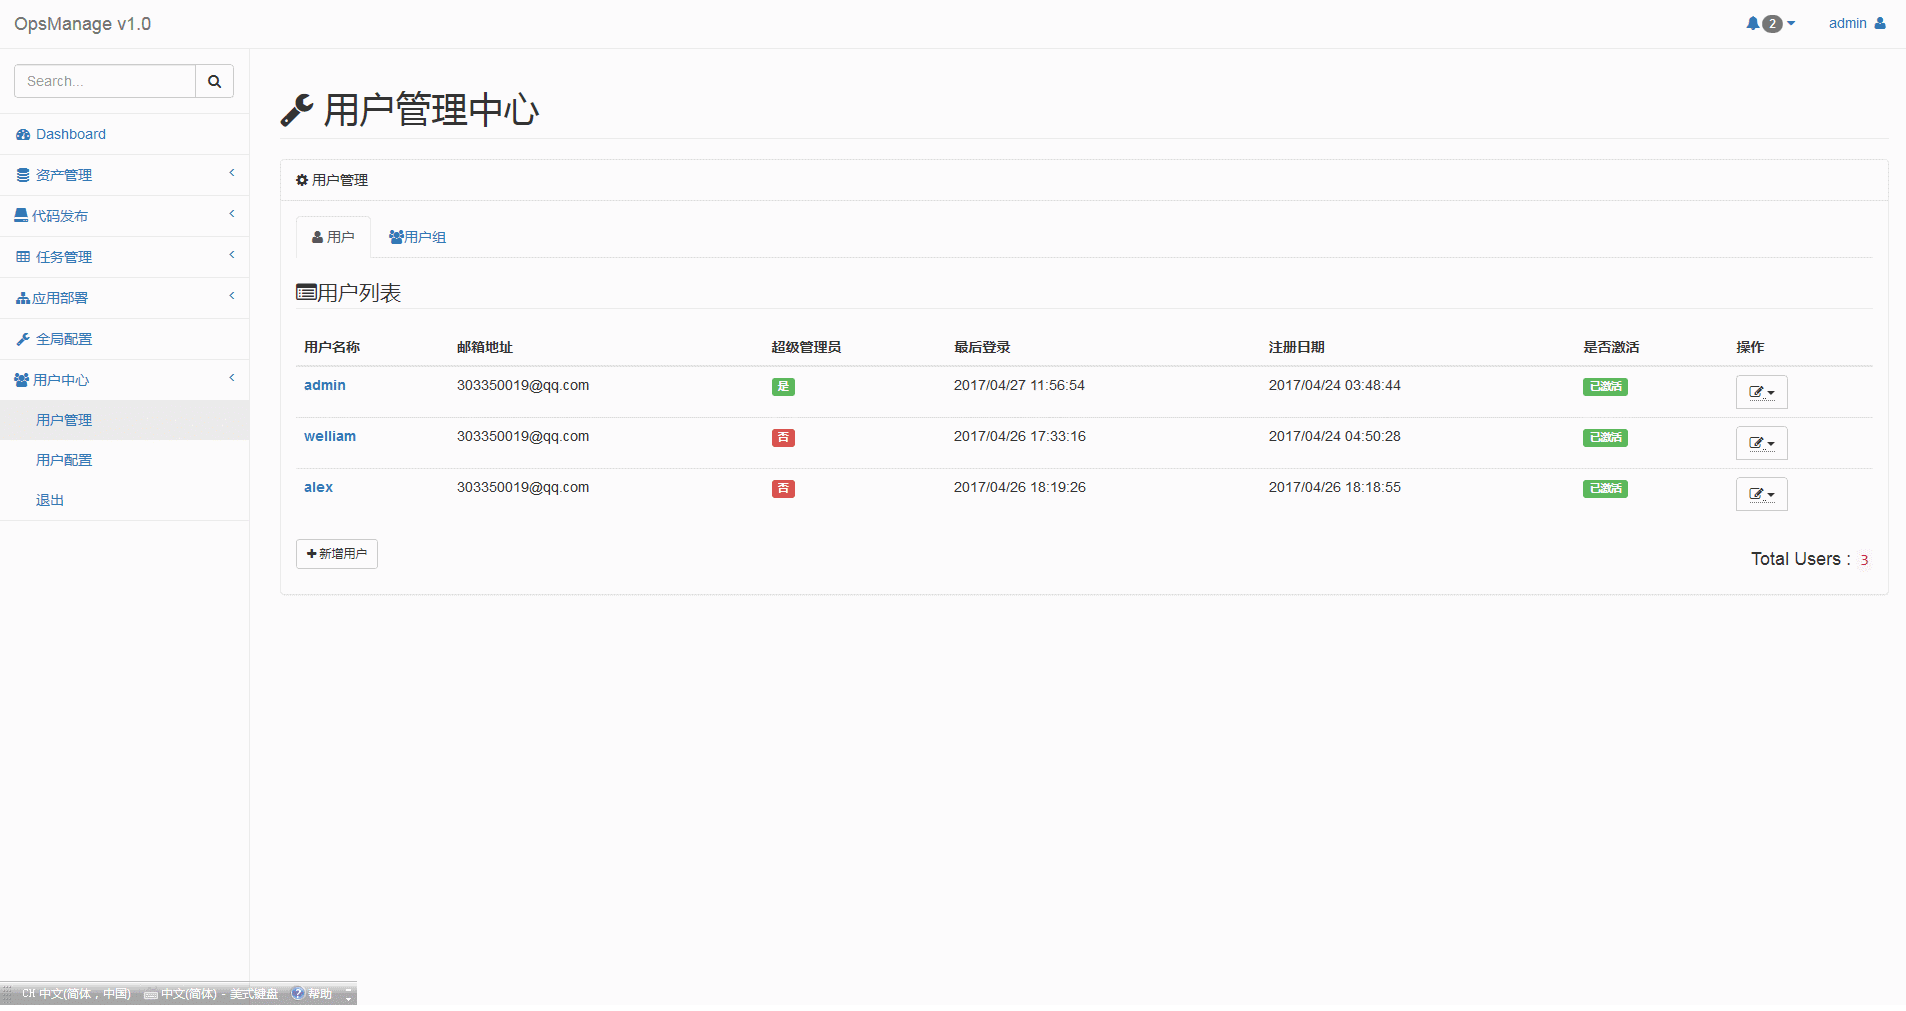 OpsManage v1.0
2
admin
Search...
Dashboard
资产管理
代码发布
任务管理
应用部署
全局配置
用户中心
用户管理
用户配置
退出
用户管理中心
用户管理
用户 用户组
用户列表
用户名称 邮箱地址 超级管理员 最后登录 注册日期 是否激活 操作
admin 303350019@qq.com 是 2017/04/27 11:56:54 2017/04/24 03:48:44 已激活
welliam 303350019@qq.com 否 2017/04/26 17:33:16 2017/04/24 04:50:28 已激活
alex 303350019@qq.com 否 2017/04/26 18:19:26 2017/04/26 18:18:55 已激活
新增用户
Total Users : 3
CH 中文(简体，中国) 中文(简体) - 美式键盘 帮助